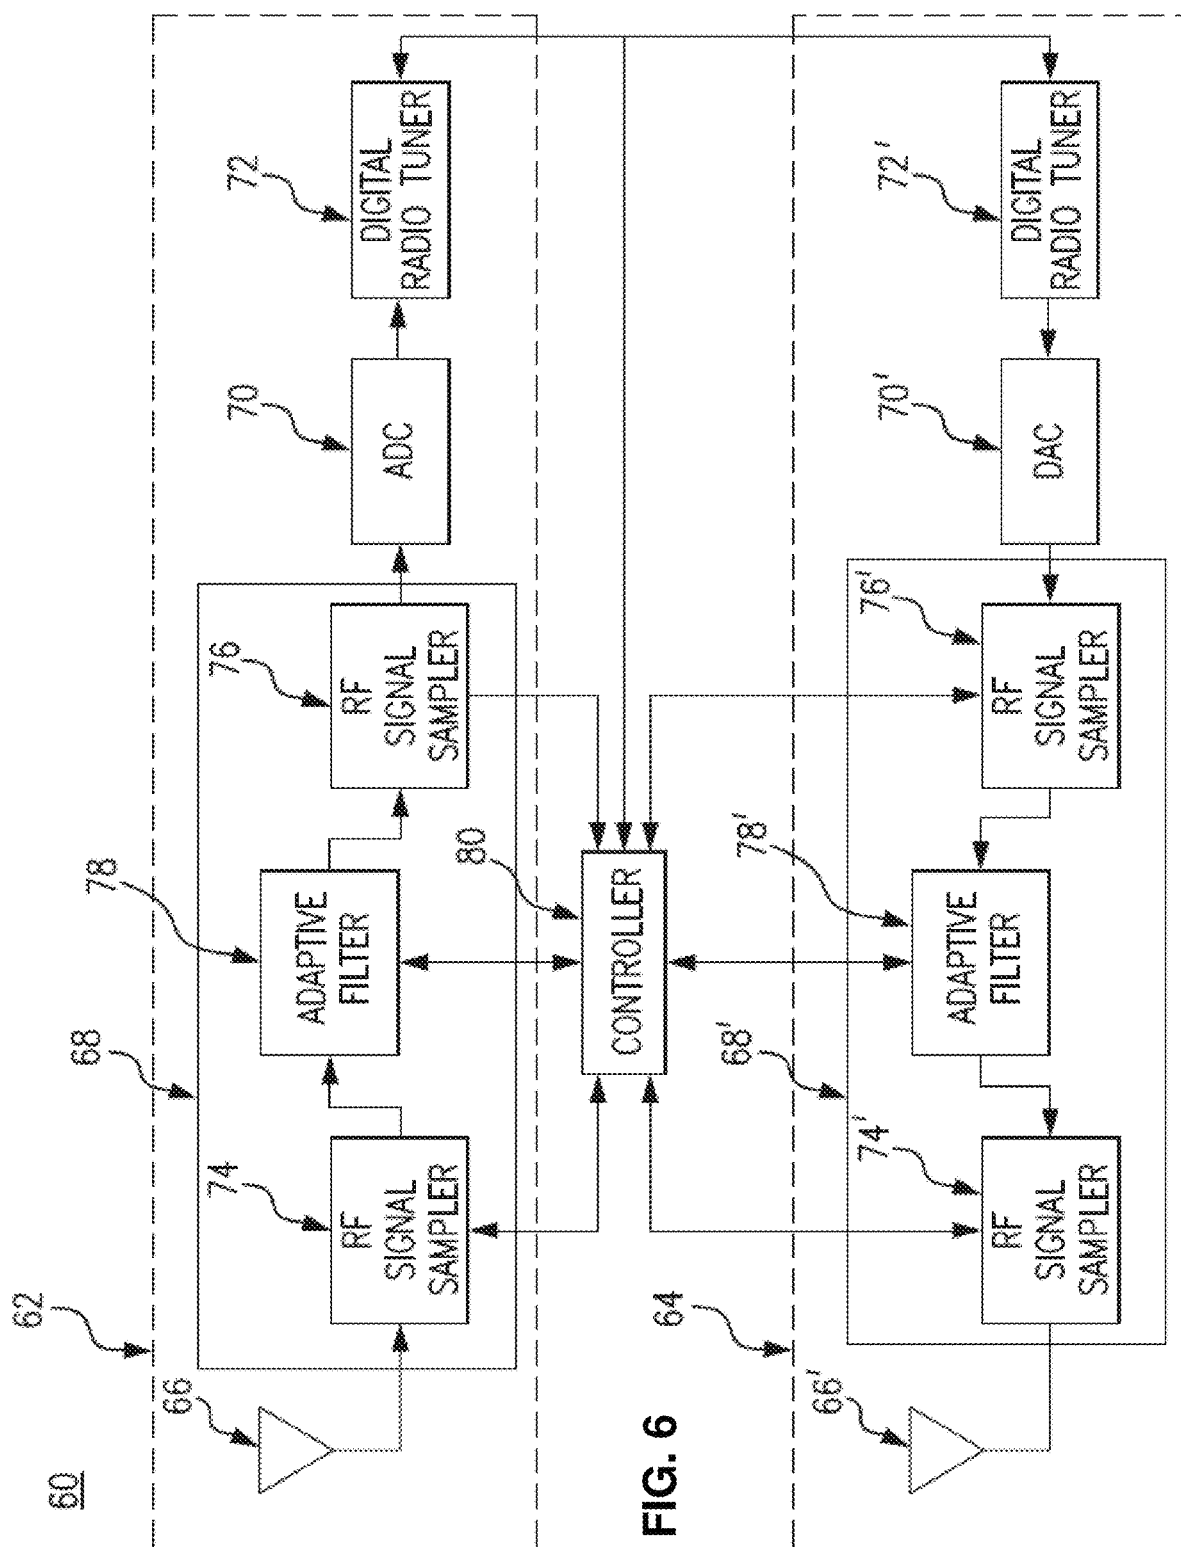 60
62
66
68
74
RF
SIGNAL
SAMPLER
78
ADAPTIVE
FILTER
76
RF
SIGNAL
SAMPLER
70
ADC
72
DIGITAL
RADIO TUNER
80
CONTROLLER
FIG. 6
64
66'
68'
74'
RF
SIGNAL
SAMPLER
78'
ADAPTIVE
FILTER
76'
RF
SIGNAL
SAMPLER
70'
DAC
72'
DIGITAL
RADIO TUNER